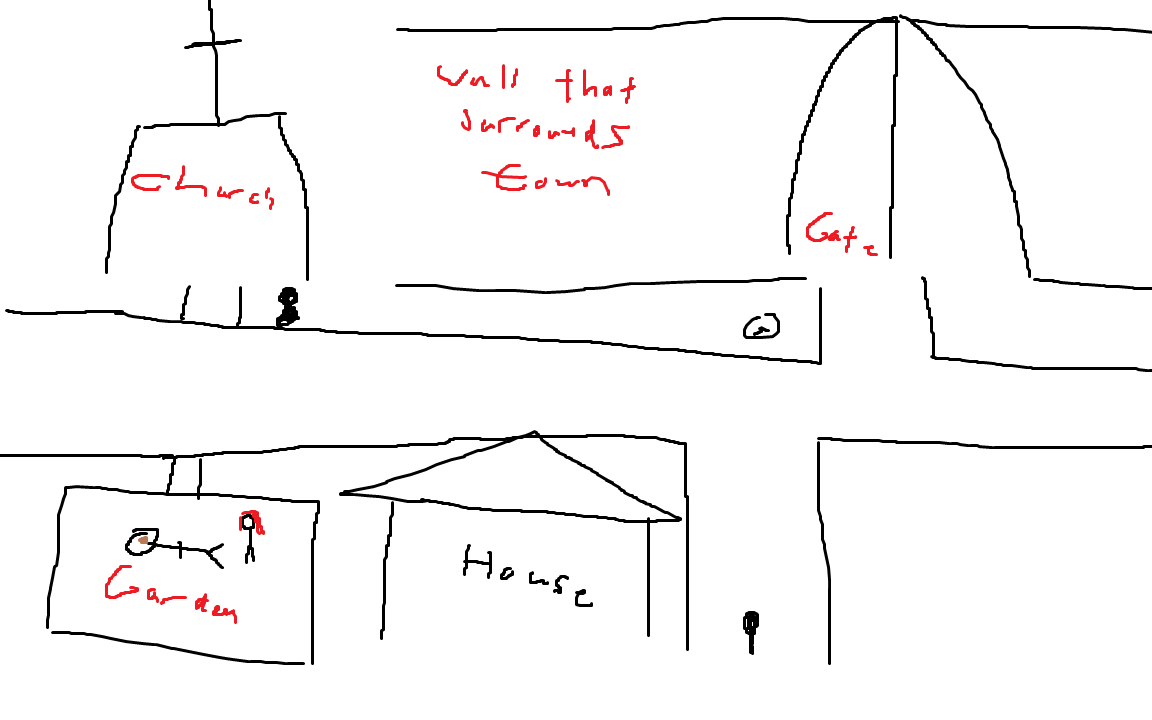 Wall that
surrounds
town
Church
Gate
House
Garden